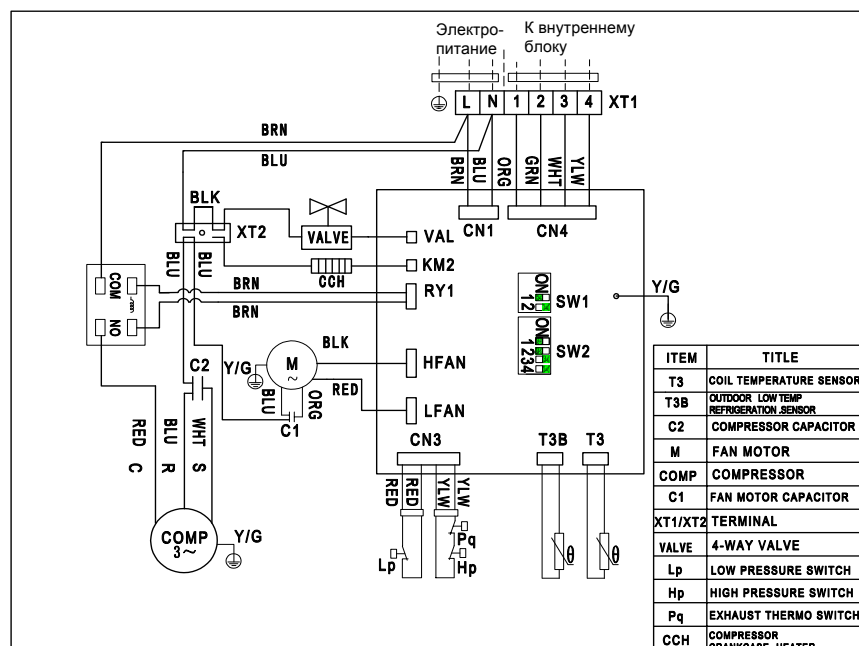 Электро-
питание
К внутреннему
блоку
L N 1 2 3 4 XT1
BRN
BLU
BRN
BLU
ORG
GRN
WHT
YLW
BLK
XT2
VALVE
VAL
CN1
CN4
BLU
BLU
CCH
KM2
COM
NO
BRN
BRN
RY1
ON
12
SW1
ON
1234
SW2
Y/G
C2
Y/G
M
~
BLK
HFAN
RED
LFAN
BLU
ORG
C1
CN3
T3B
T3
RED C
BLU R
WHT S
RED
RED
YLW
YLW
COMP
3~
Y/G
Lp
Pq
Hp
θ
θ
ITEM TITLE
T3 COIL TEMPERATURE SENSOR
T3B OUTDOOR LOW TEMP
REFRIGERATION .SENSOR
C2 COMPRESSOR CAPACITOR
M FAN MOTOR
COMP COMPRESSOR
C1 FAN MOTOR CAPACITOR
XT1/XT2 TERMINAL
VALVE 4-WAY VALVE
Lp LOW PRESSURE SWITCH
Hp HIGH PRESSURE SWITCH
Pq EXHAUST THERMO SWITCH
CCH COMPRESSOR
CRANKCASE HEATER